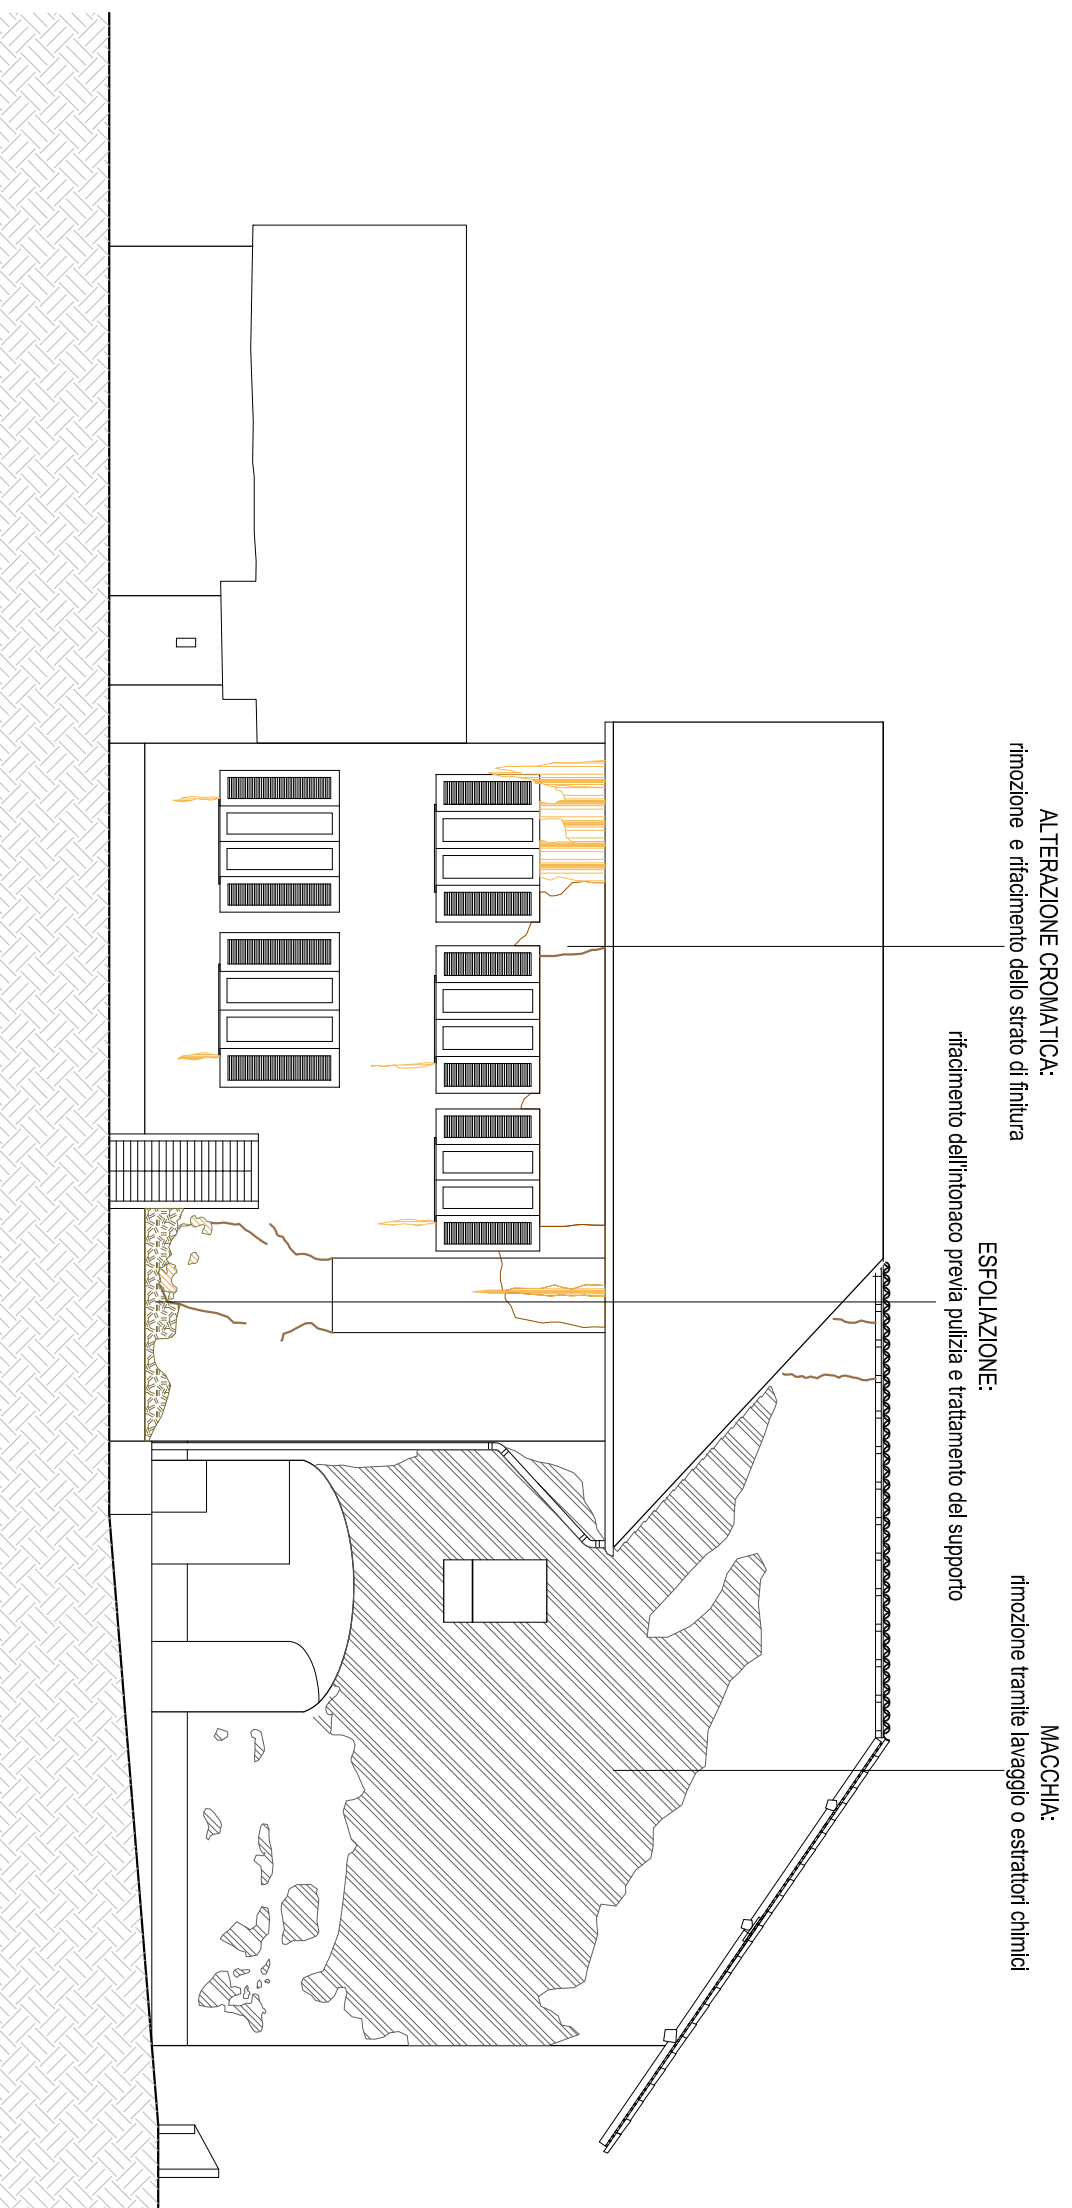 ALTERAZIONE CROMATICA:
rimozione e rifacimento dello strato di finitura
ESFOLIAZIONE:
rifacimento dell'intonaco previa pulizia e trattamento del supporto
MACCHIA:
rimozione tramite lavaggio o estrattori chimici